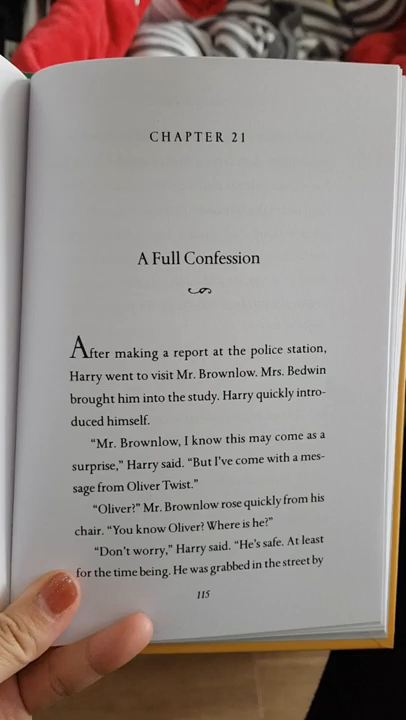 CHAPTER 21
A Full Confession
After making a report at the police station,
Harry went to visit Mr. Brownlow. Mrs. Bedwin
brought him into the study. Harry quickly intro-
duced himself.
“Mr. Brownlow, I know this may come as a
surprise,” Harry said. “But I’ve come with a mes-
sage from Oliver Twist.”
“Oliver?” Mr. Brownlow rose quickly from his
chair. “You know Oliver? Where is he?”
“Don’t worry,” Harry said. “He’s safe. At least
for the time being. He was grabbed in the street by
115